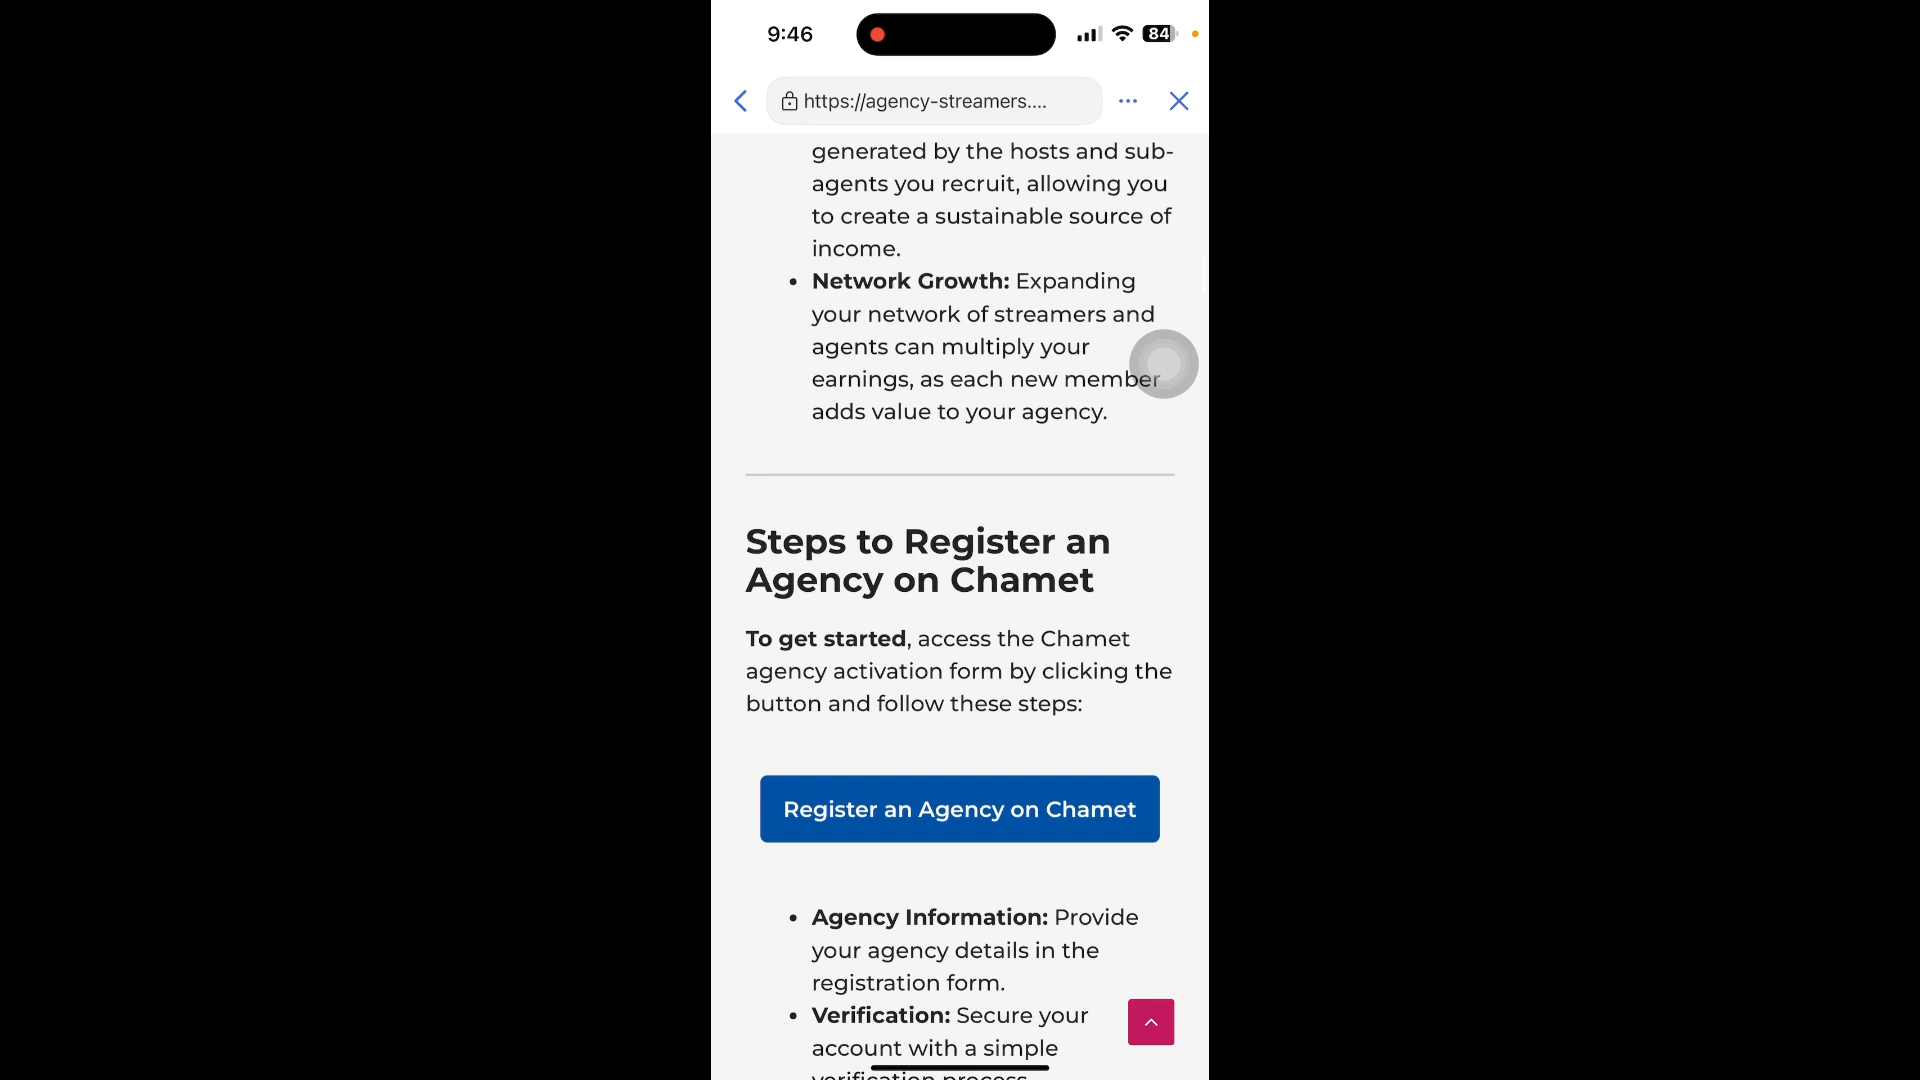 9:46
84
https://agency-streamers....
generated by the hosts and sub-
agents you recruit, allowing you
to create a sustainable source of
income.
• Network Growth: Expanding
your network of streamers and
agents can multiply your
earnings, as each new member
adds value to your agency.
Steps to Register an
Agency on Chamet
To get started, access the Chamet
agency activation form by clicking the
button and follow these steps:
Register an Agency on Chamet
• Agency Information: Provide
your agency details in the
registration form.
• Verification: Secure your
account with a simple
verification process